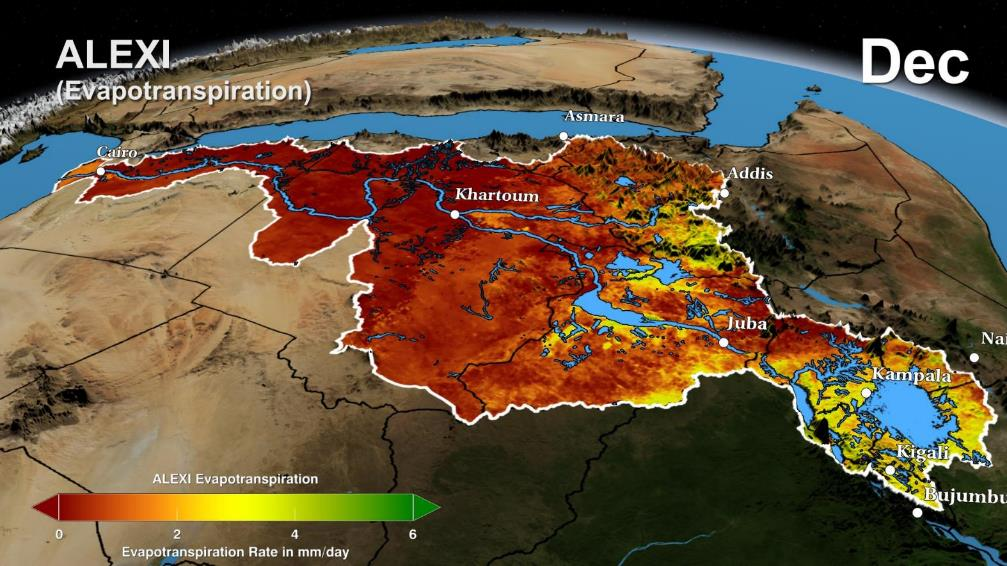 ALEXI
(Evapotranspiration)
Dec
Asmara
Cairo
Addis
Khartoum
Juba
Kampala
Kigali
ALEXI Evapotranspiration
0 2 4 6
Evapotranspiration Rate in mm/day